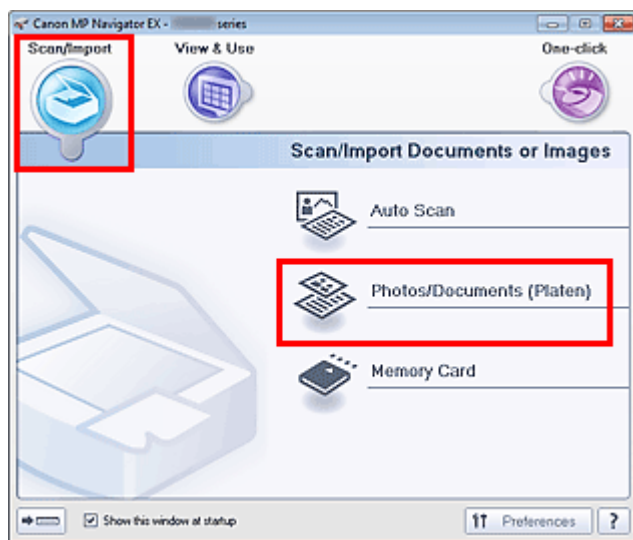 Canon MP Navigator EX - series
Scan/Import
View & Use
One-click
Scan/Import Documents or Images
Auto Scan
Photos/Documents (Platen)
Memory Card
Show this window at startup
Preferences
?